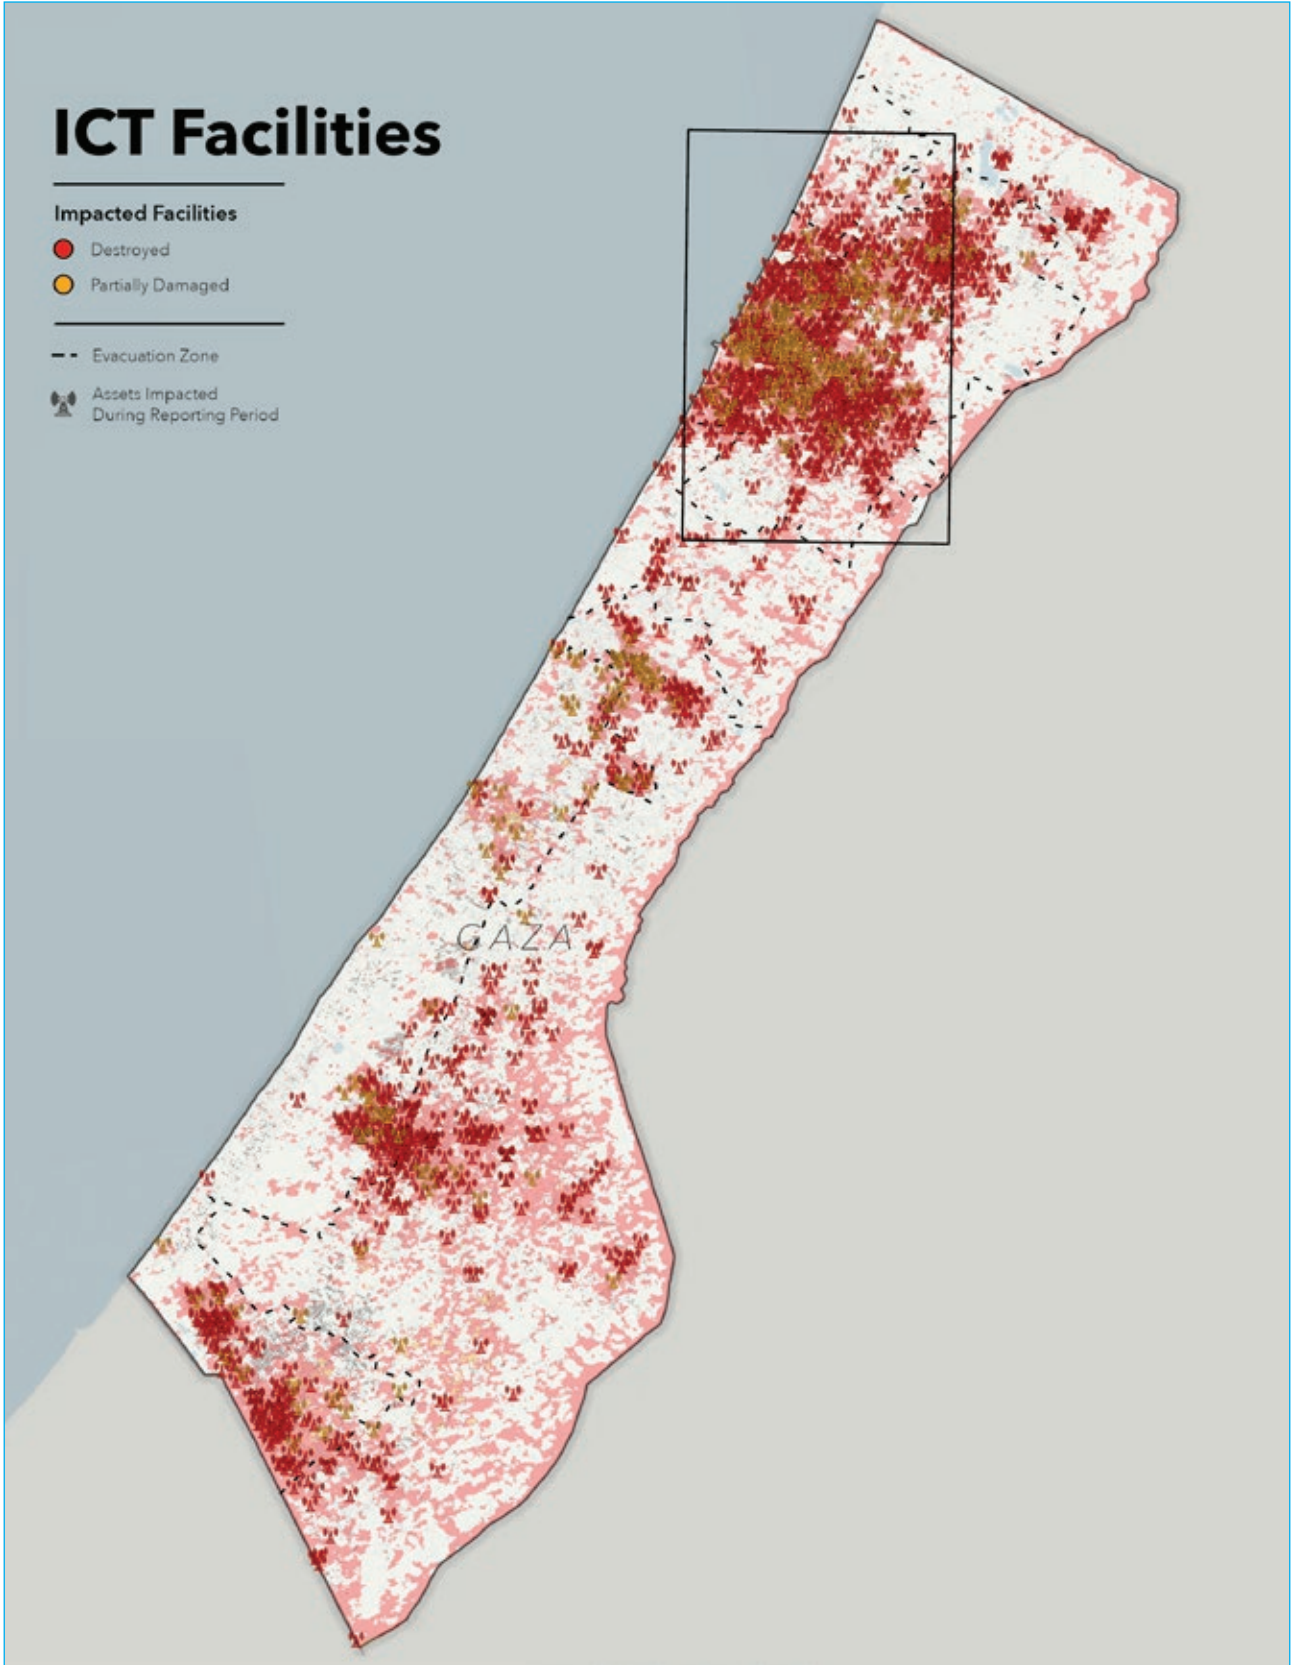 ICT Facilities
Impacted Facilities
Destroyed
Partially Damaged
Evacuation Zone
Assets Impacted
During Reporting Period
GAZA